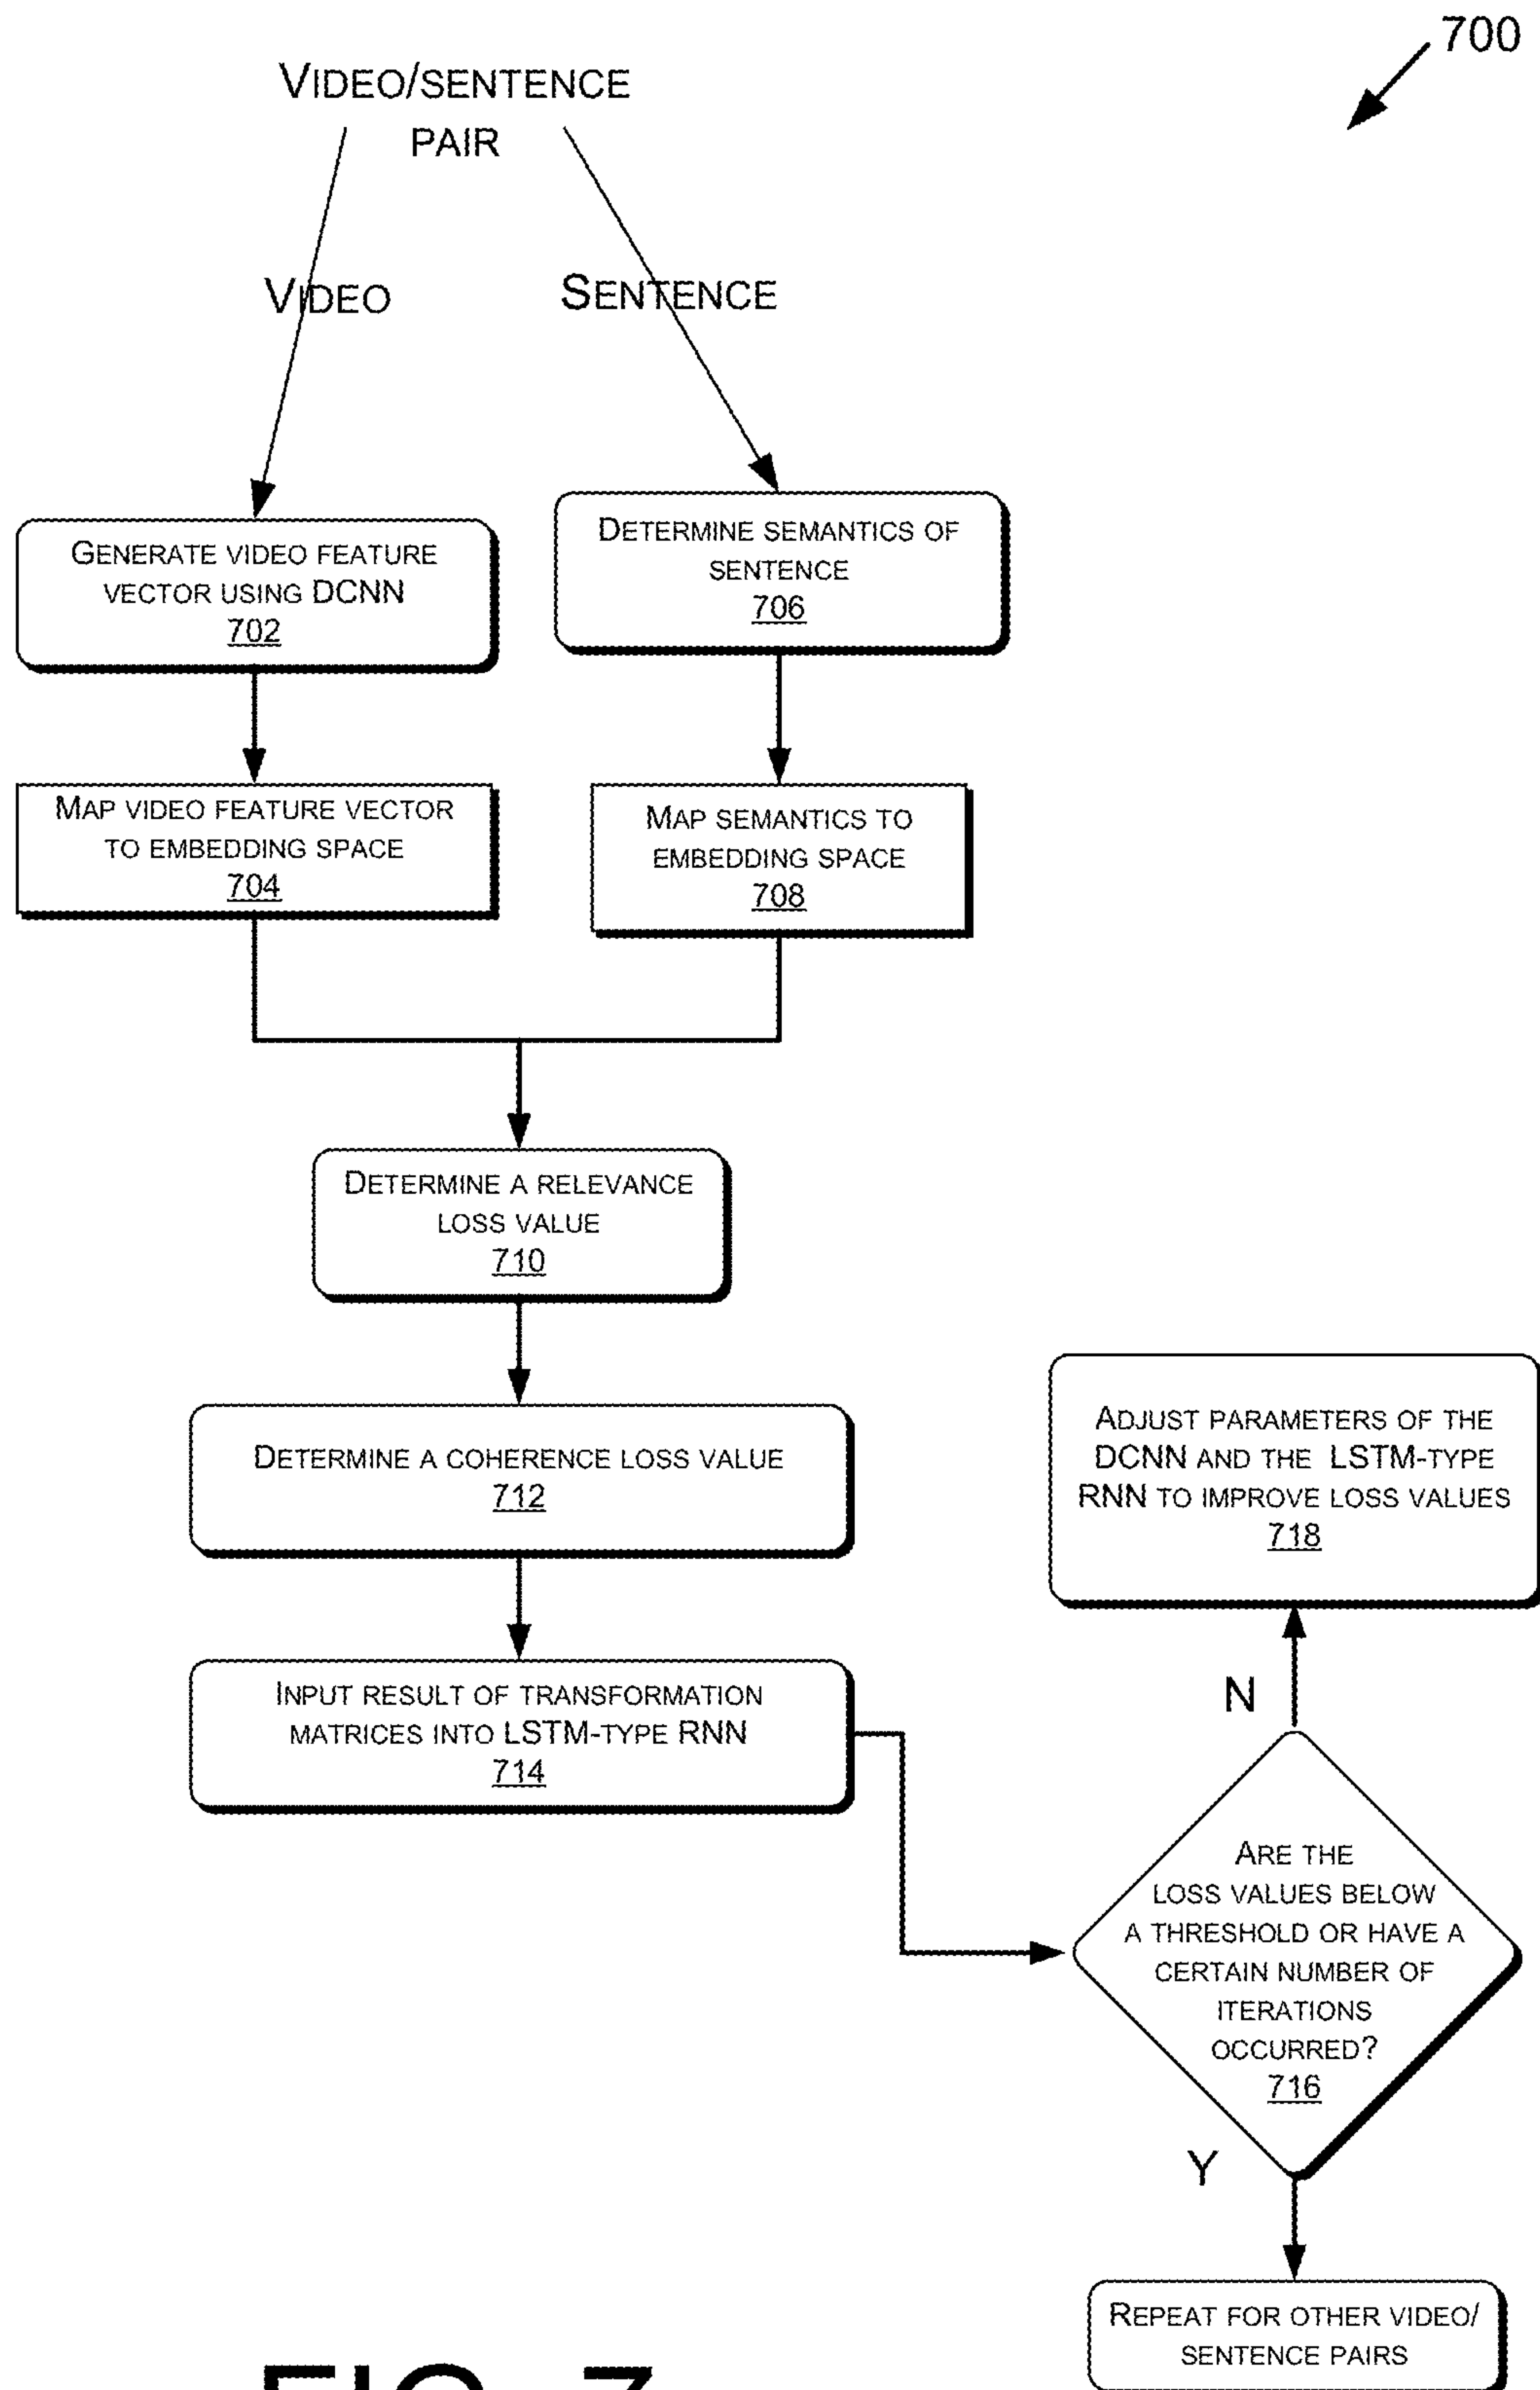 700
VIDEO/SENTENCE
PAIR
VIDEO
SENTENCE
GENERATE VIDEO FEATURE
VECTOR USING DCNN
702
DETERMINE SEMANTICS OF
SENTENCE
706
MAP VIDEO FEATURE VECTOR
TO EMBEDDING SPACE
704
MAP SEMANTICS TO
EMBEDDING SPACE
708
DETERMINE A RELEVANCE
LOSS VALUE
710
DETERMINE A COHERENCE LOSS VALUE
712
INPUT RESULT OF TRANSFORMATION
MATRICES INTO LSTM-TYPE RNN
714
ADJUST PARAMETERS OF THE
DCNN AND THE LSTM-TYPE
RNN TO IMPROVE LOSS VALUES
718
N
ARE THE
LOSS VALUES BELOW
A THRESHOLD OR HAVE A
CERTAIN NUMBER OF
ITERATIONS
OCCURRED?
716
Y
REPEAT FOR OTHER VIDEO/
SENTENCE PAIRS